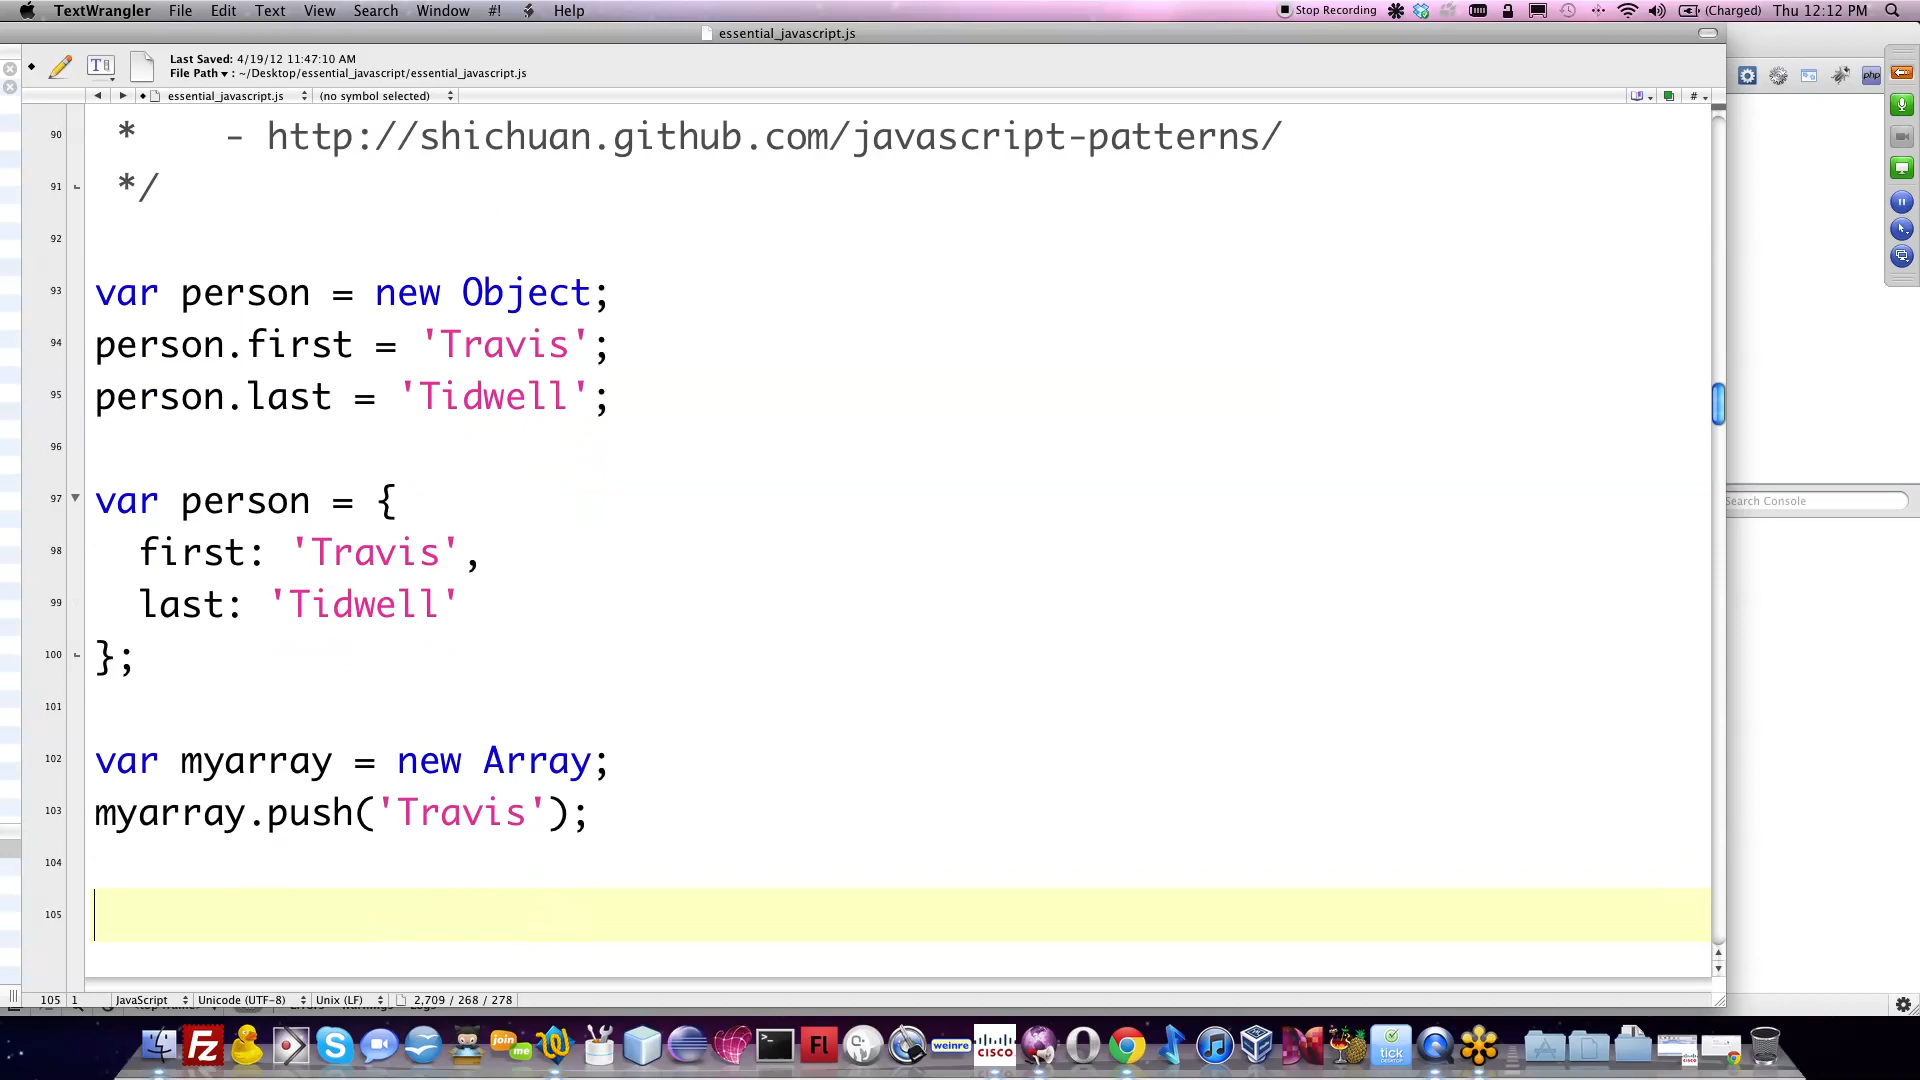 TextWrangler File Edit Text View Search Window #! Help Stop Recording (Charged) Thu 12:12 PM
essential_javascript.js
Last Saved: 4/19/12 11:47:10 AM
File Path ▾ : ~/Desktop/essential_javascript/essential_javascript.js
essential_javascript.js (no symbol selected) #
php
90 * - http://shichuan.github.com/javascript-patterns/
91 */
92
93 var person = new Object;
94 person.first = 'Travis';
95 person.last = 'Tidwell';
96
97 var person = {
Search Console
98 first: 'Travis',
99 last: 'Tidwell'
100 };
101
102 var myarray = new Array;
103 myarray.push('Travis');
104
105
105 1 JavaScript Unicode (UTF-8) Unix (LF) 2,709 / 268 / 278
Fz join me Fl weinre CISCO tick